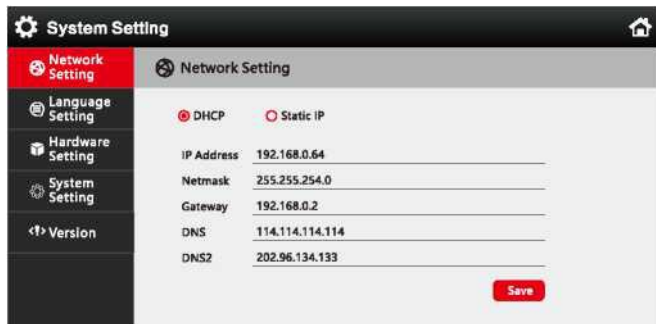 System Setting
Network
Setting
Language
Setting
Hardware
Setting
System
Setting
Version
Network Setting
DHCP Static IP
IP Address 192.168.0.64
Netmask 255.255.254.0
Gateway 192.168.0.2
DNS 114.114.114.114
DNS2 202.96.134.133
Save